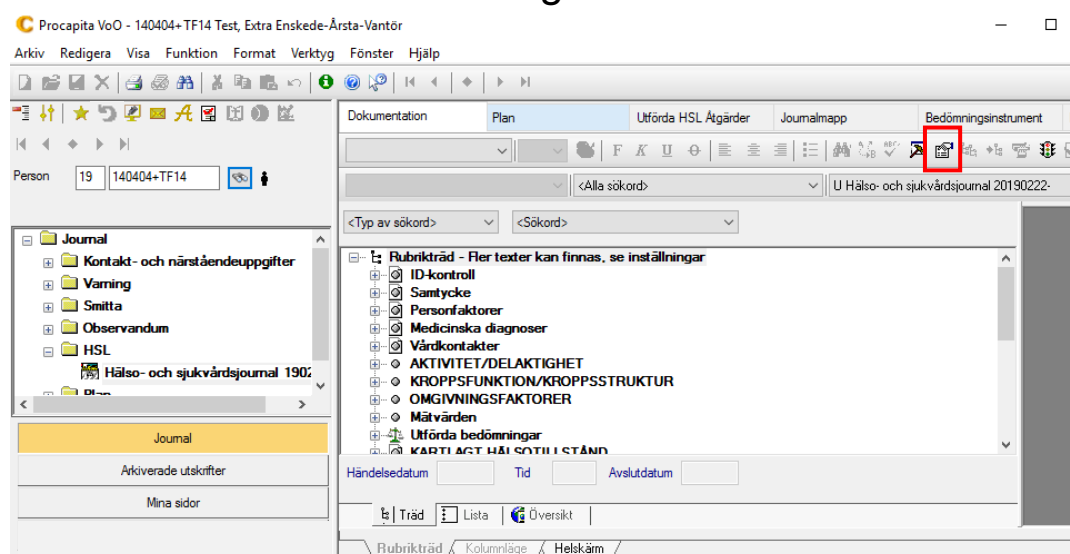 Procapita VoO - 140404+TF14 Test, Extra Enskede-Årsta-Vantör
Arkiv Redigera Visa Funktion Format Verktyg Fönster Hjälp
Dokumentation Plan Utförda HSL Åtgärder Journalmapp Bedömningsinstrument
F K U
Person 19 140404+TF14
<Alla sökord> U Hälso- och sjukvårdsjournal 20190222-
<Typ av sökord> <Sökord>
Journal
Kontakt- och närståendeuppgifter
Varning
Smitta
Observandum
HSL
Hälso- och sjukvårdsjournal 190
Plan
Journal
Arkiverade utskrifter
Mina sidor
Rubrikträd - Fler texter kan finnas, se inställningar
ID-kontroll
Samtycke
Personfaktorer
Medicinska diagnoser
Vårdkontakter
AKTIVITET/DELAKTIGHET
KROPPSFUNKTION/KROPPSSTRUKTUR
OMGIVNINGSFAKTORER
Mätvärden
Utförda bedömningar
KARTLAGT HÄLSOTILLSTÅND
Händelsedatum Tid Avslutdatum
Träd Lista Översikt
Rubrikträd Kolumnläge Helskärm